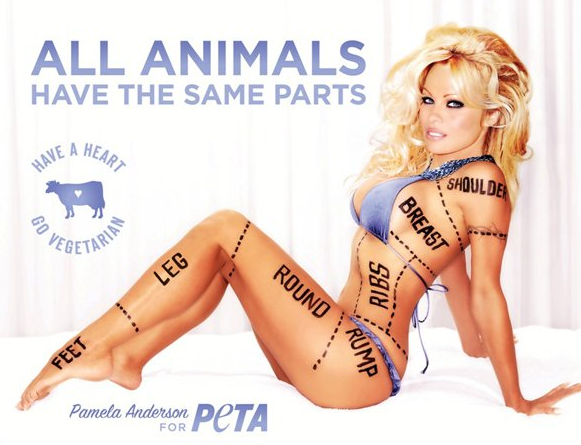 ALL ANIMALS
HAVE THE SAME PARTS
HAVE A HEART
GO VEGETARIAN
SHOULDER
BREAST
RIBS
LEG
ROUND
RUMP
FEET
Pamela Anderson
FOR PETA